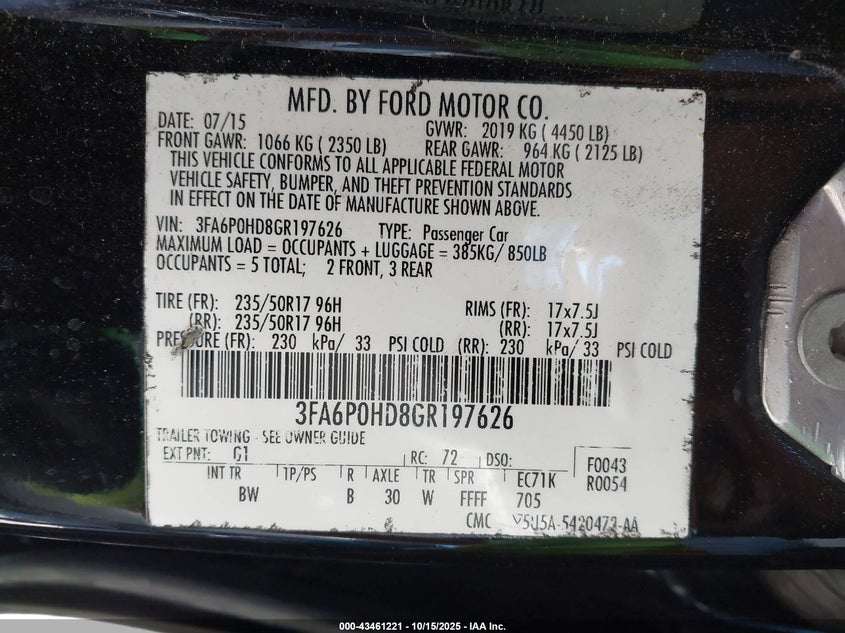 MFD. BY FORD MOTOR CO.
DATE: 07/15 GVWR: 2019 KG ( 4450 LB)
FRONT GAWR: 1066 KG ( 2350 LB) REAR GAWR: 964 KG ( 2125 LB)
THIS VEHICLE CONFORMS TO ALL APPLICABLE FEDERAL MOTOR
VEHICLE SAFETY, BUMPER, AND THEFT PREVENTION STANDARDS
IN EFFECT ON THE DATE OF MANUFACTURE SHOWN ABOVE.
VIN: 3FA6P0HD8GR197626 TYPE: Passenger Car
MAXIMUM LOAD = OCCUPANTS + LUGGAGE = 385KG/ 850LB
OCCUPANTS = 5 TOTAL; 2 FRONT, 3 REAR
TIRE (FR): 235/50R17 96H RIMS (FR): 17x7.5J
(RR): 235/50R17 96H (RR): 17x7.5J
PRESSURE (FR): 230 kPa/ 33 PSI COLD (RR): 230 kPa/ 33 PSI COLD
3FA6P0HD8GR197626
TRAILER TOWING - SEE OWNER GUIDE
EXT PNT: G1 RC: 72 DSO: F0043
INT TR 1P/PS R AXLE TR SPR EC71K R0054
BW B 30 W FFFF 705
CMC
000-43461221 - 10/15/2025 - IAA Inc.